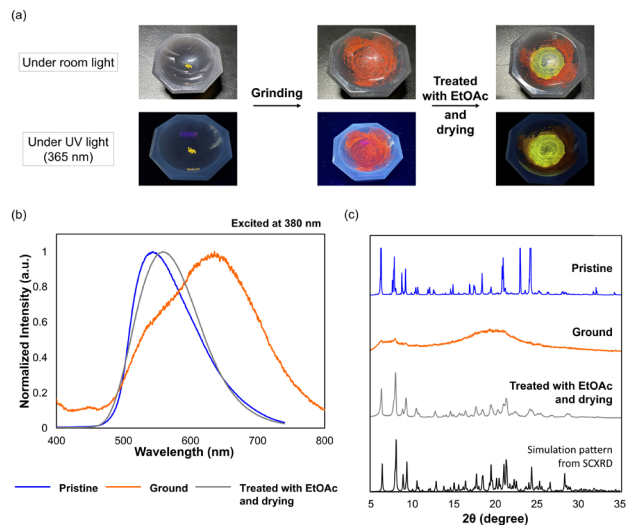 (a)
Under room light
Under UV light
(365 nm)
Grinding
Treated
with EtOAc
and
drying
(b)
Excited at 380 nm
Normalized Intensity (a.u.)
1
0.8
0.6
0.4
0.2
0
400
500
600
700
800
Wavelength (nm)
Pristine
Ground
Treated with EtOAc
and drying
(c)
Pristine
Ground
Treated with EtOAc
and drying
Simulation pattern
from SCXRD
5
10
15
20
25
30
35
2θ (degree)